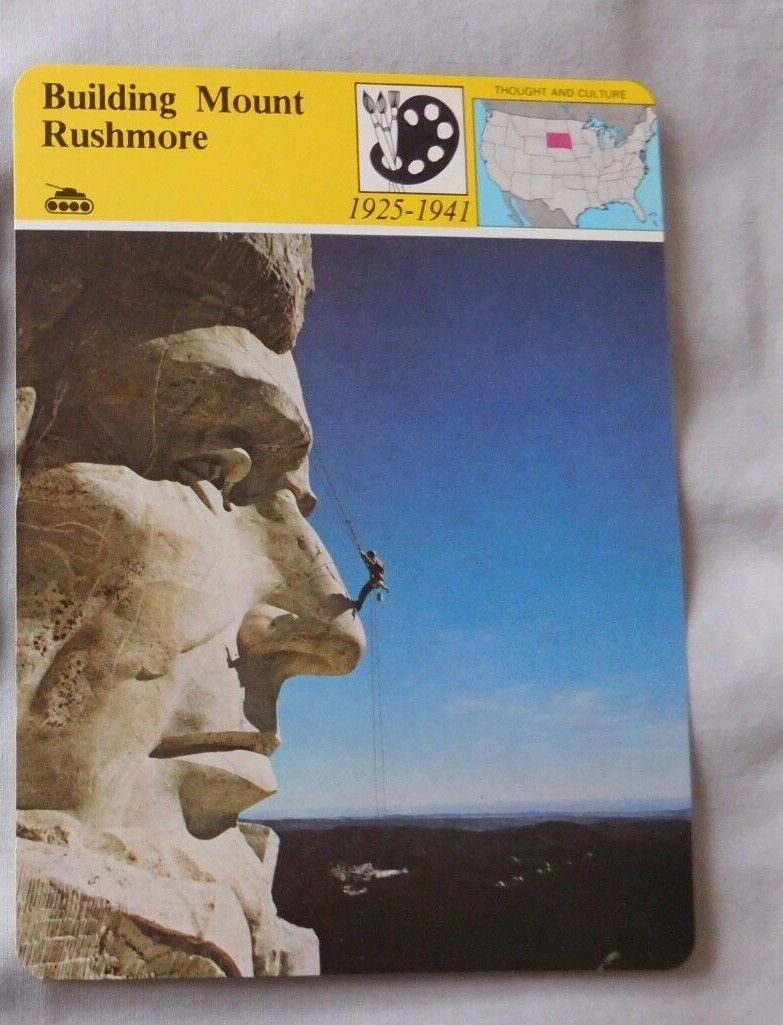 Building Mount
Rushmore
1925-1941
THOUGHT AND CULTURE